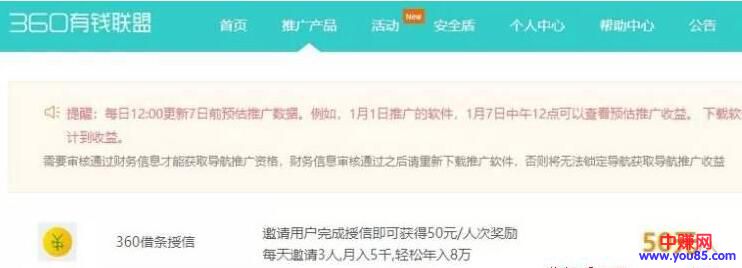 360有钱联盟
首页 推广产品 活动 New 安全盾 个人中心 帮助中心 公告
提醒：每日12:00更新7日前预估推广数据。例如，1月1日推广的软件，1月7日中午12点可以查看预估推广收益。下载软
计到收益。
需要审核通过财务信息才能获取导航推广资格，财务信息审核通过之后请重新下载推广软件，否则将无法锁定导航获取导航推广收益
¥ 360借条授信
邀请用户完成授信即可获得50元/人次奖励
每天邀请3人,月入5千,轻松年入8万
50
中赚网
www.you85.com